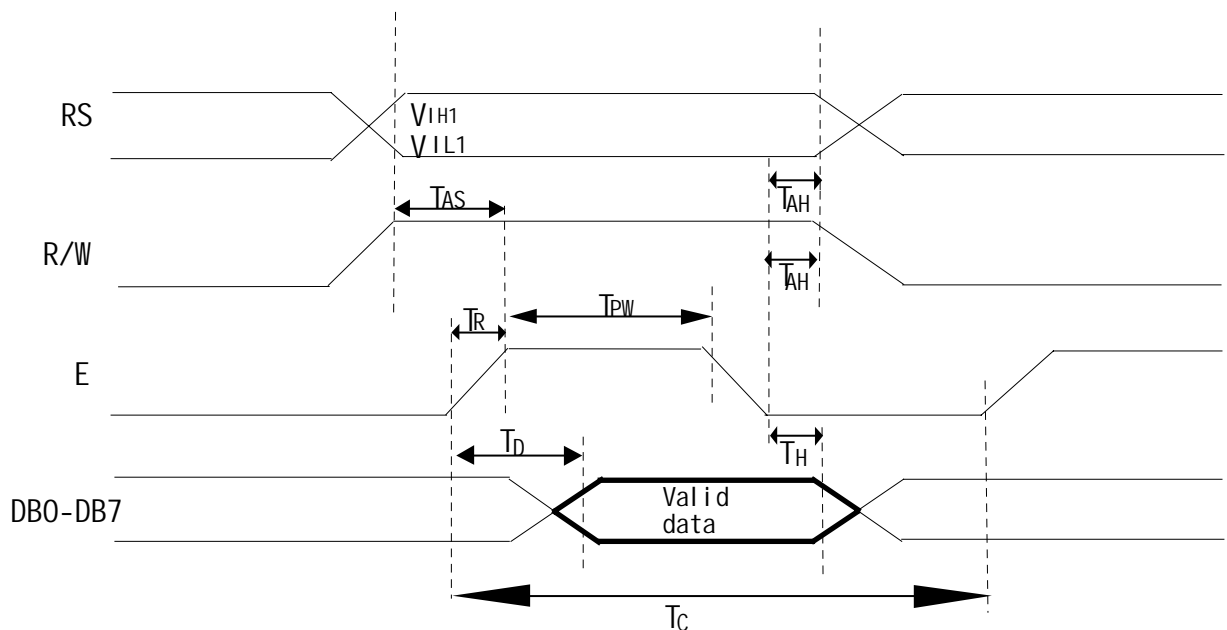 RS
VIH1
VIL1
TAS
TAH
R/W
TAH
TR
TPW
E
TD
TH
DB0-DB7
Valid
data
TC